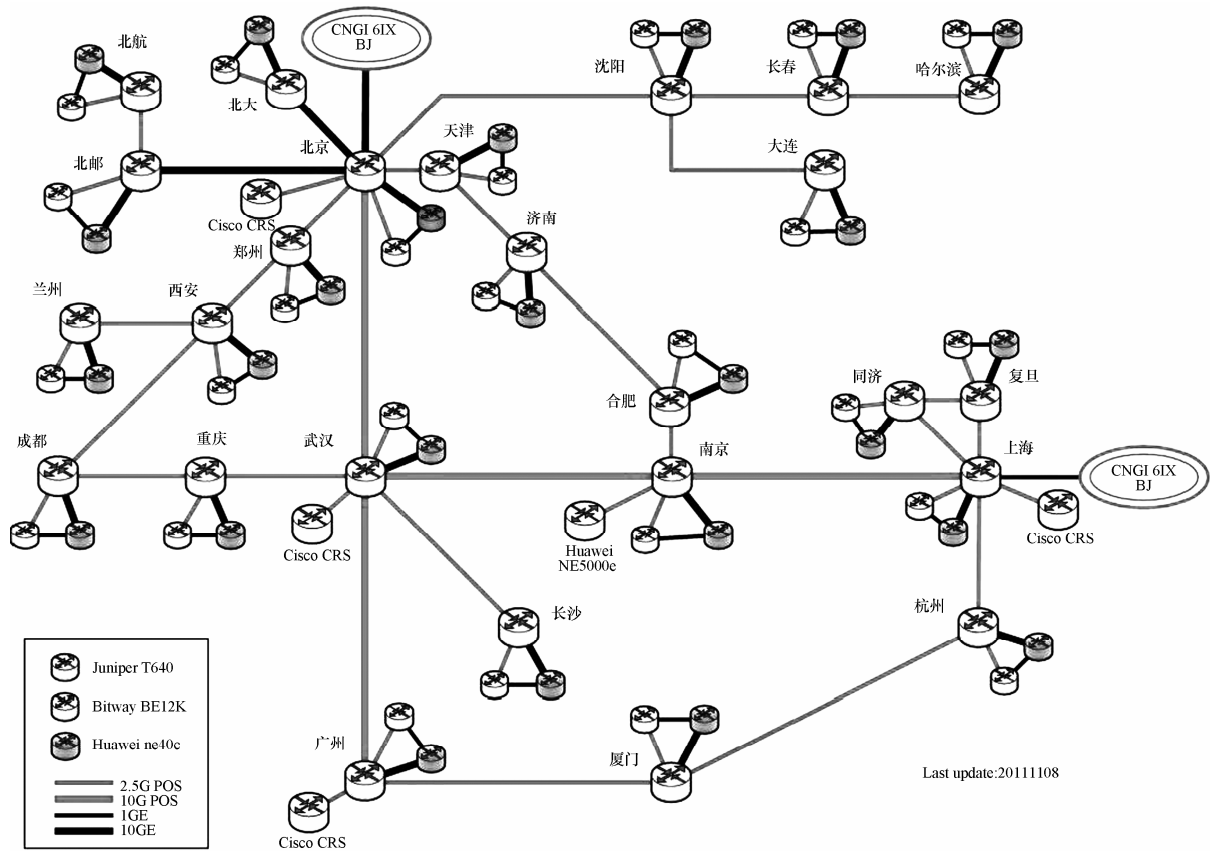 CNGI 6IX
BJ
北航
北大
沈阳
长春
哈尔滨
北邮
北京
天津
大连
Cisco CRS
郑州
济南
兰州
西安
合肥
同济
复旦
成都
重庆
武汉
南京
上海
CNGI 6IX
BJ
Cisco CRS
Huawei
NE5000e
Cisco CRS
长沙
杭州
Juniper T640
Bitway BE12K
Huawei ne40c
2.5G POS
10G POS
1GE
10GE
广州
厦门
Cisco CRS
Last update:20111108